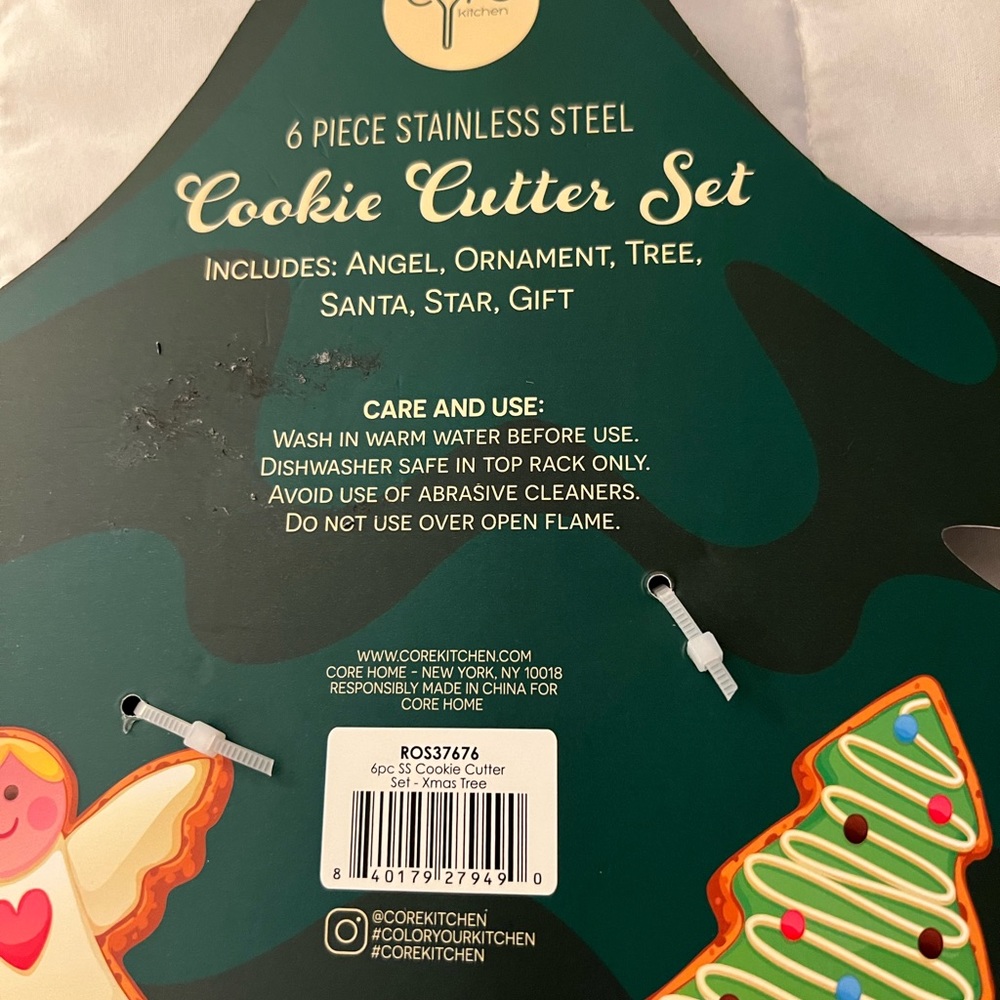 kitchen
6 PIECE STAINLESS STEEL
Cookie Cutter Set
INCLUDES: ANGEL, ORNAMENT, TREE,
SANTA, STAR, GIFT
CARE AND USE:
WASH IN WARM WATER BEFORE USE.
DISHWASHER SAFE IN TOP RACK ONLY.
AVOID USE OF ABRASIVE CLEANERS.
DO NOT USE OVER OPEN FLAME.
WWW.COREKITCHEN.COM
CORE HOME - NEW YORK, NY 10018
RESPONSIBLY MADE IN CHINA FOR
CORE HOME
ROS37676
6pc SS Cookie Cutter
Set - Xmas Tree
8 40179 27949 0
@COREKITCHEN
#COLORYOURKITCHEN
#COREKITCHEN